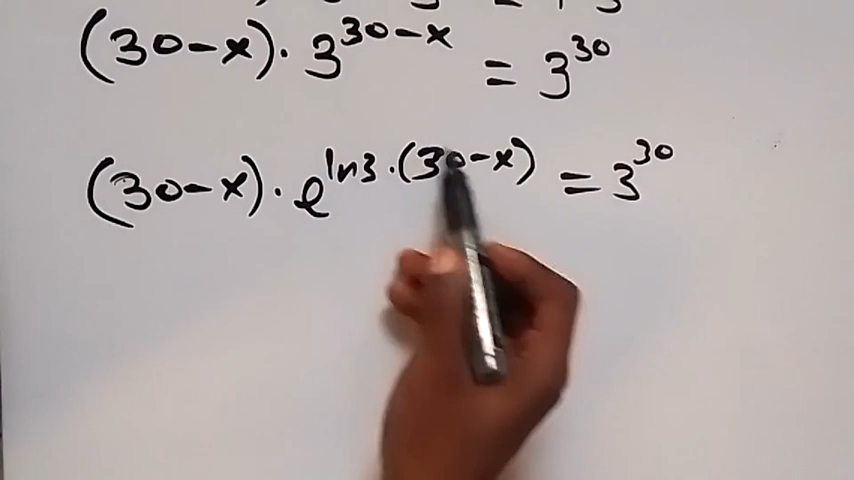 (30-x)·3^{30-x} = 3^{30}
(30-x)·e^{ln3·(30-x)} = 3^{30}